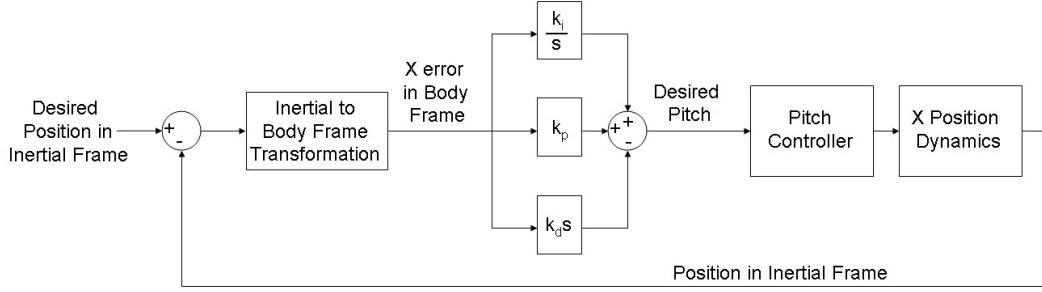 Desired
Position in
Inertial Frame
+
-
Inertial to
Body Frame
Transformation
X error
in Body
Frame
k_i
s
k_p
k_d s
+
+
-
Desired
Pitch
Pitch
Controller
X Position
Dynamics
Position in Inertial Frame